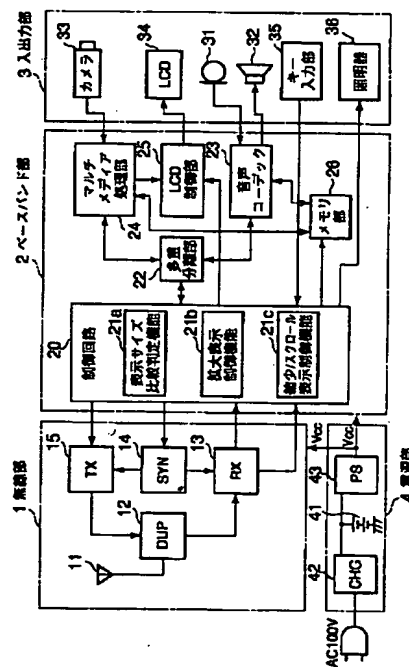 1 無線部
11
12
DUP
15
TX
14
SYN
13
RX
2 ベースバンド部
20
制御回路
21a
表示サイズ
比較判定機能
21b
拡大表示
制御機能
21c
縮少/スクロール
表示制御機能
22
多重
分離部
24
マルチ
メディア
処理部
25
LCD
制御部
23
音声
コーデック
26
メモリ
部
3 入出力部
33
カメラ
34
LCD
31
32
35
キー
入力部
36
照明器
4 電源部
AC100V
42
CHG
41
43
PS
Vcc
Vcc